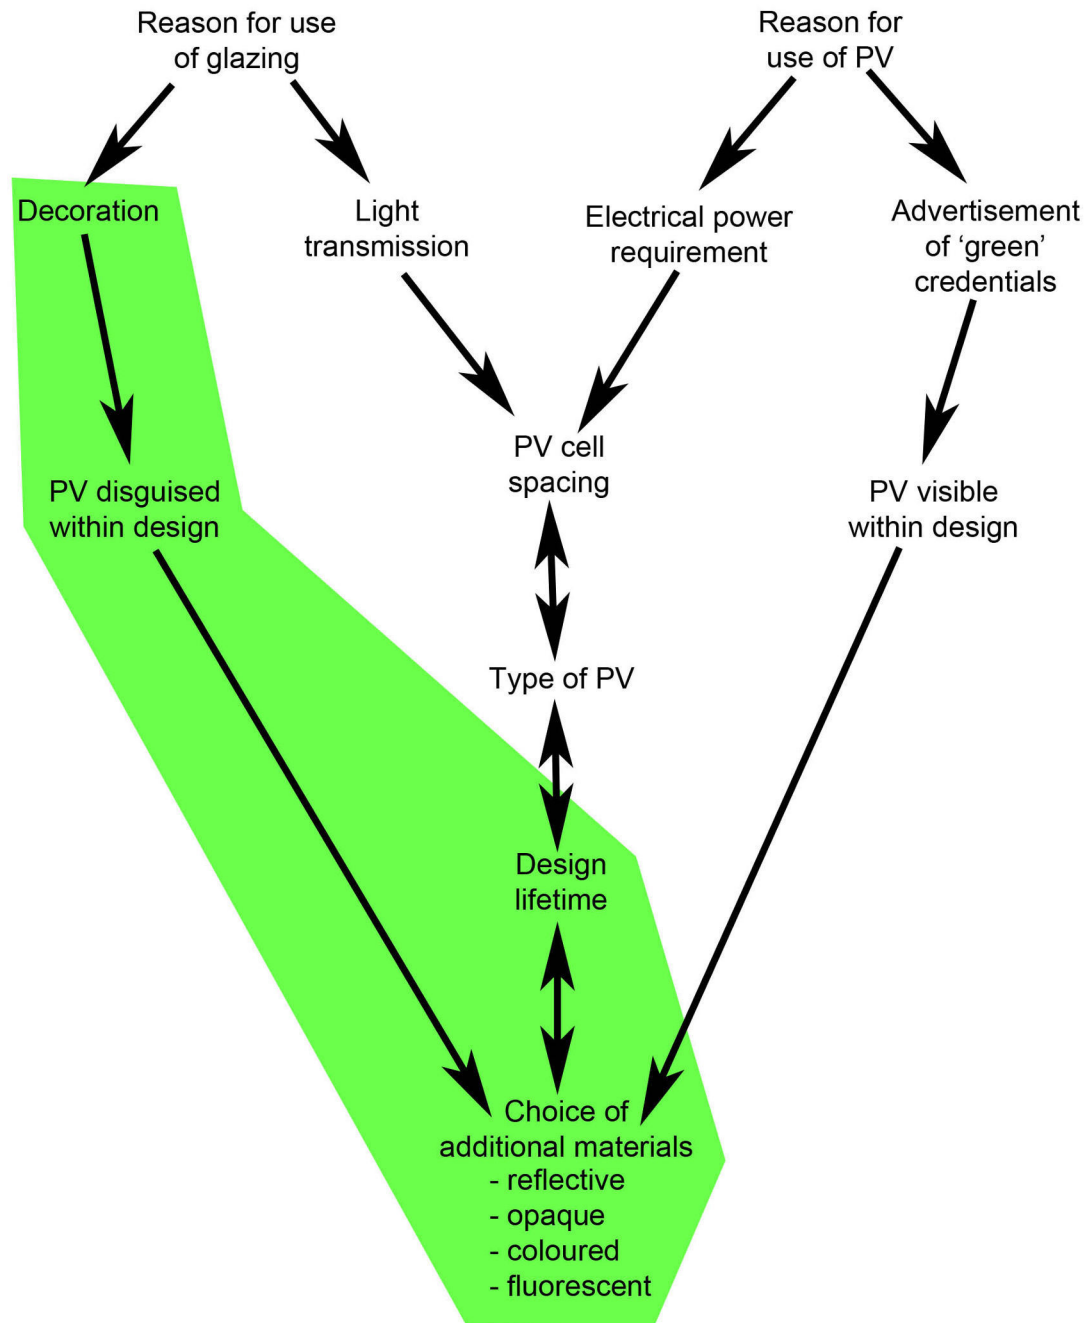 Reason for use
of glazing
Reason for
use of PV
Decoration
Light
transmission
Electrical power
requirement
Advertisement
of ‘green’
credentials
PV cell
spacing
PV disguised
within design
PV visible
within design
Type of PV
Design
lifetime
Choice of
additional materials
- reflective
- opaque
- coloured
- fluorescent